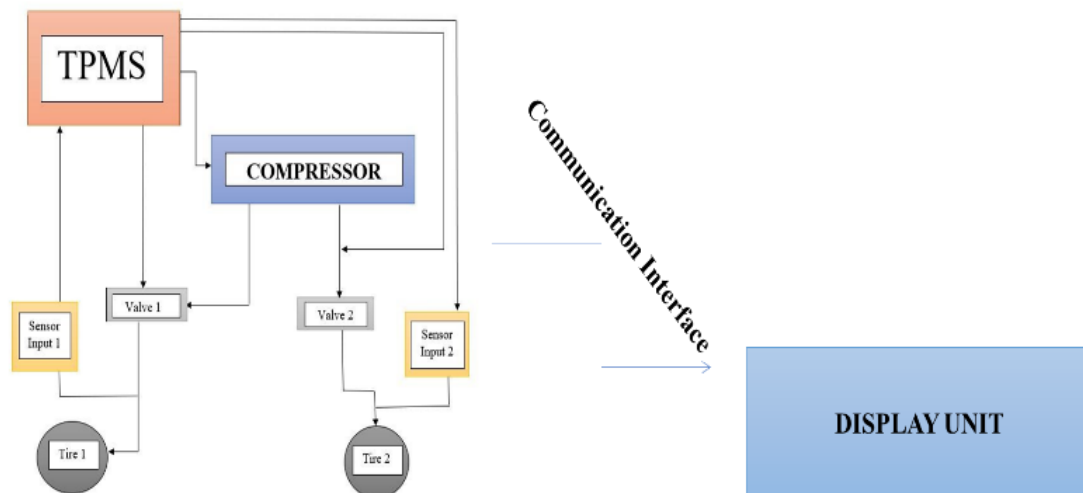 TPMS
COMPRESSOR
Communication Interface
Valve 1
Valve 2
Sensor
Input 1
Sensor
Input 2
DISPLAY UNIT
Tire 1
Tire 2